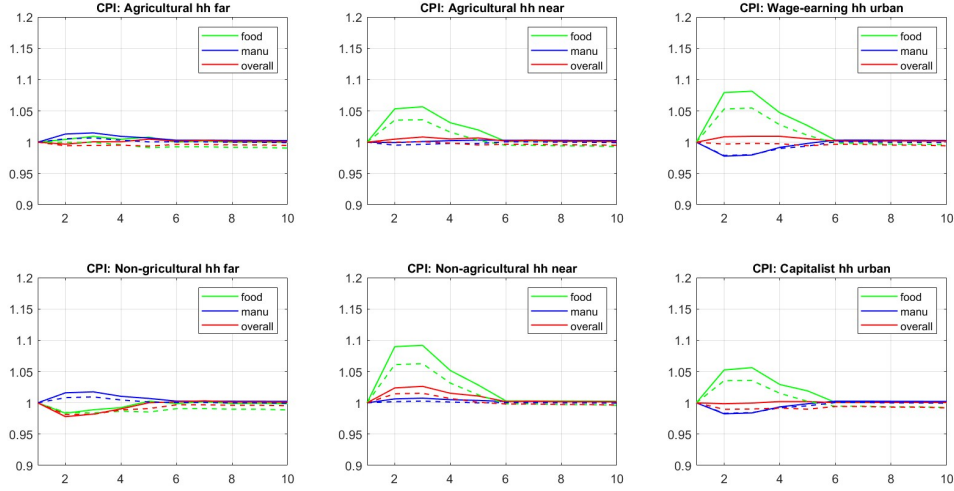 CPI: Agricultural hh far
1.2
1.15
1.1
1.05
1
0.95
0.9
2 4 6 8 10
food
manu
overall
CPI: Agricultural hh near
1.2
1.15
1.1
1.05
1
0.95
0.9
2 4 6 8 10
food
manu
overall
CPI: Wage-earning hh urban
1.2
1.15
1.1
1.05
1
0.95
0.9
2 4 6 8 10
food
manu
overall
CPI: Non-gricultural hh far
1.2
1.15
1.1
1.05
1
0.95
0.9
2 4 6 8 10
food
manu
overall
CPI: Non-agricultural hh near
1.2
1.15
1.1
1.05
1
0.95
0.9
2 4 6 8 10
food
manu
overall
CPI: Capitalist hh urban
1.2
1.15
1.1
1.05
1
0.95
0.9
2 4 6 8 10
food
manu
overall